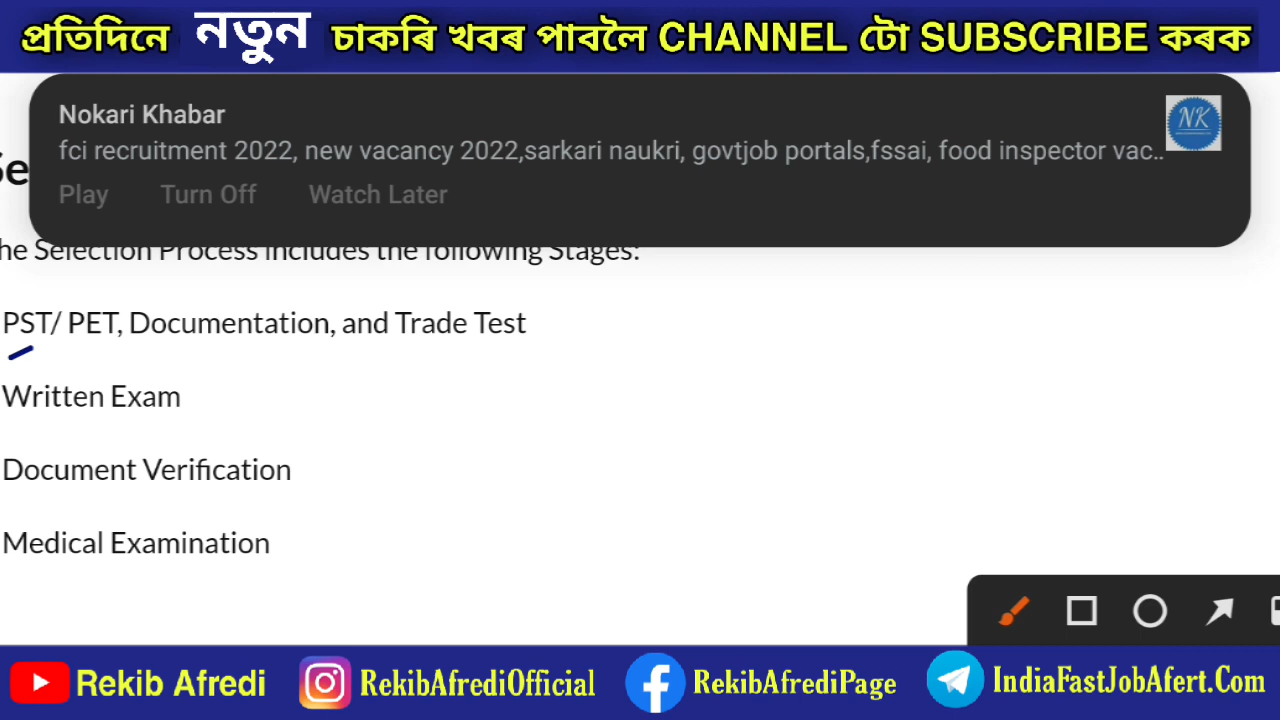 প্ৰতিদিনে নতুন চাকৰি খবৰ পাবলৈ CHANNEL টো SUBSCRIBE কৰক
Nokari Khabar
NK
fci recruitment 2022, new vacancy 2022,sarkari naukri, govtjob portals,fssai, food inspector vac..
Play Turn Off Watch Later
Se
he Selection Process includes the following Stages:
PST/ PET, Documentation, and Trade Test
Written Exam
Document Verification
Medical Examination
Rekib Afredi RekibAfrediOfficial RekibAfrediPage IndiaFastJobAfert.Com